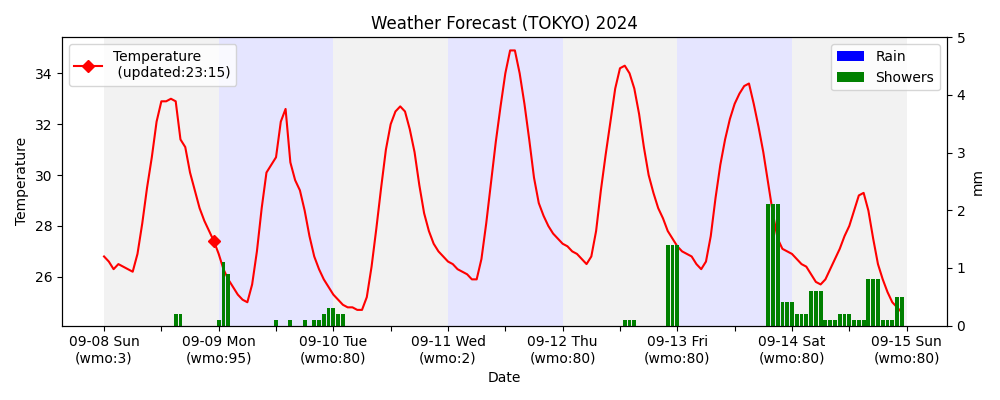 Weather Forecast (TOKYO) 2024
Temperature
(updated:23:15)
Rain
Showers
Temperature
34
32
30
28
26
5
4
3
2
1
0
mm
09-08 Sun
(wmo:3)
09-09 Mon
(wmo:95)
09-10 Tue
(wmo:80)
09-11 Wed
(wmo:2)
09-12 Thu
(wmo:80)
09-13 Fri
(wmo:80)
09-14 Sat
(wmo:80)
09-15 Sun
(wmo:80)
Date